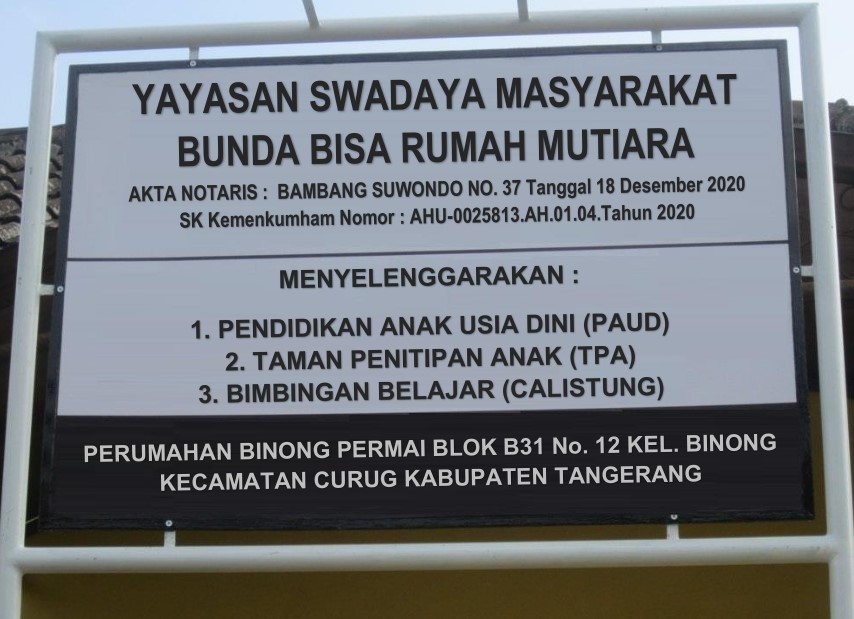 YAYASAN SWADAYA MASYARAKAT
BUNDA BISA RUMAH MUTIARA
AKTA NOTARIS : BAMBANG SUWONDO NO. 37 Tanggal 18 Desember 2020
SK Kemenkumham Nomor : AHU-0025813.AH.01.04.Tahun 2020
MENYELENGGARAKAN :
1. PENDIDIKAN ANAK USIA DINI (PAUD)
2. TAMAN PENITIPAN ANAK (TPA)
3. BIMBINGAN BELAJAR (CALISTUNG)
PERUMAHAN BINONG PERMAI BLOK B31 No. 12 KEL. BINONG
KECAMATAN CURUG KABUPATEN TANGERANG